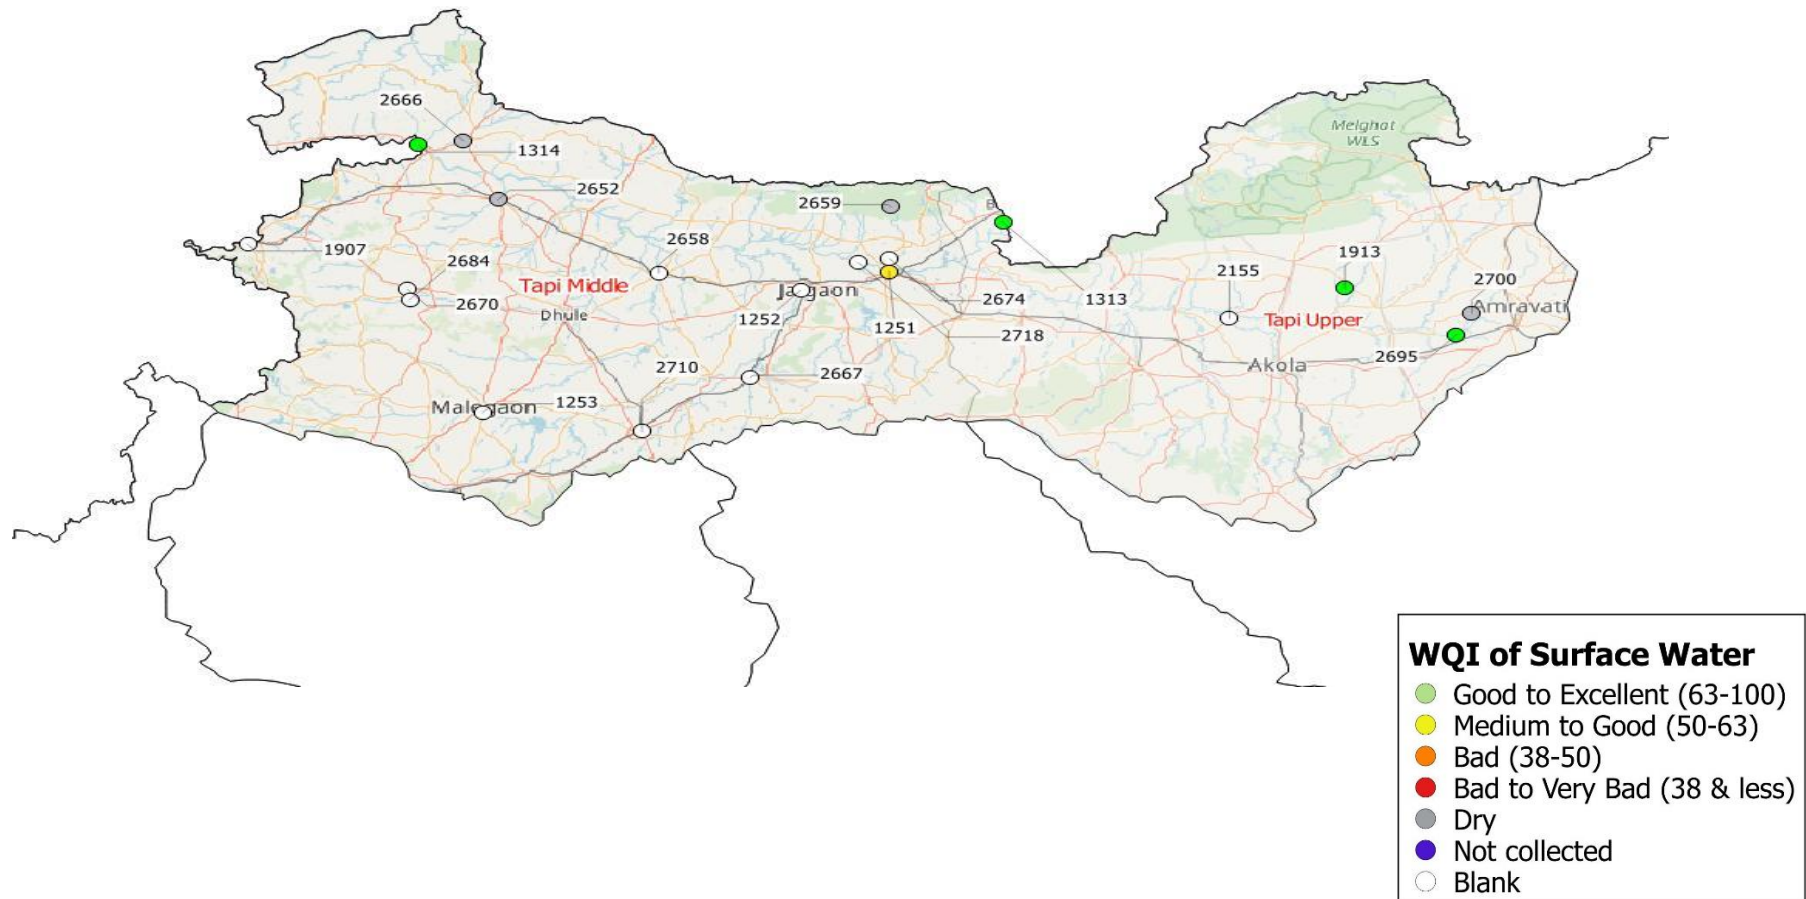 2666
Melghat
WLS
1314
2652
2659
B
1907
2658
2684
1913
2155
2700
Tapi Middle
Jalgaon
2670
2674
1313
Amravati
Dhule
1252
1251
2718
Tapi Upper
2695
2710
2667
Akola
Malegaon
1253
WQI of Surface Water
Good to Excellent (63-100)
Medium to Good (50-63)
Bad (38-50)
Bad to Very Bad (38 & less)
Dry
Not collected
Blank